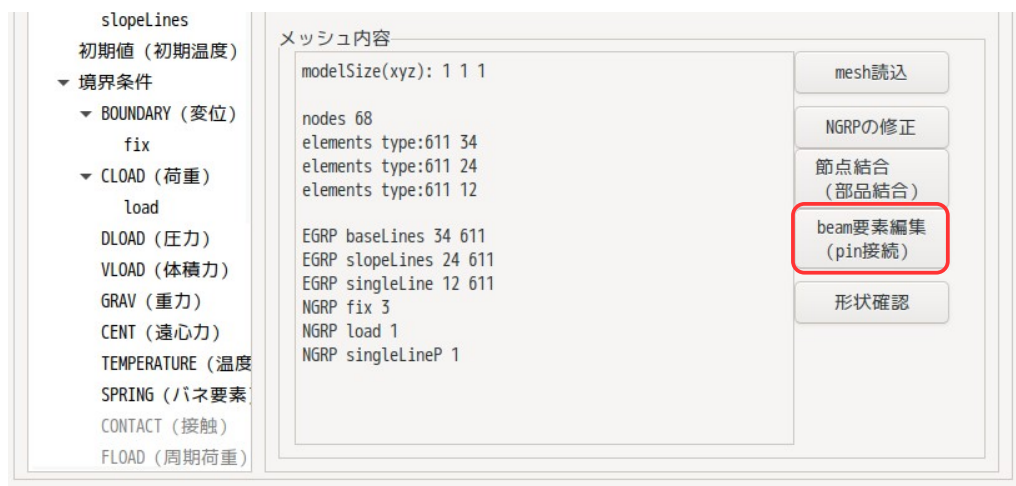 slopeLines
初期値（初期温度）
境界条件
BOUNDARY（変位）
fix
CLOAD（荷重）
load
DLOAD（圧力）
VLOAD（体積力）
GRAV（重力）
CENT（遠心力）
TEMPERATURE（温度
SPRING（バネ要素
CONTACT（接触）
FLOAD（周期荷重）
メッシュ内容
modelSize(xyz): 1 1 1
nodes 68
elements type:611 34
elements type:611 24
elements type:611 12
EGRP baseLines 34 611
EGRP slopeLines 24 611
EGRP singleLine 12 611
NGRP fix 3
NGRP load 1
NGRP singleLineP 1
mesh読込
NGRPの修正
節点結合
（部品結合）
beam要素編集
(pin接続)
形状確認